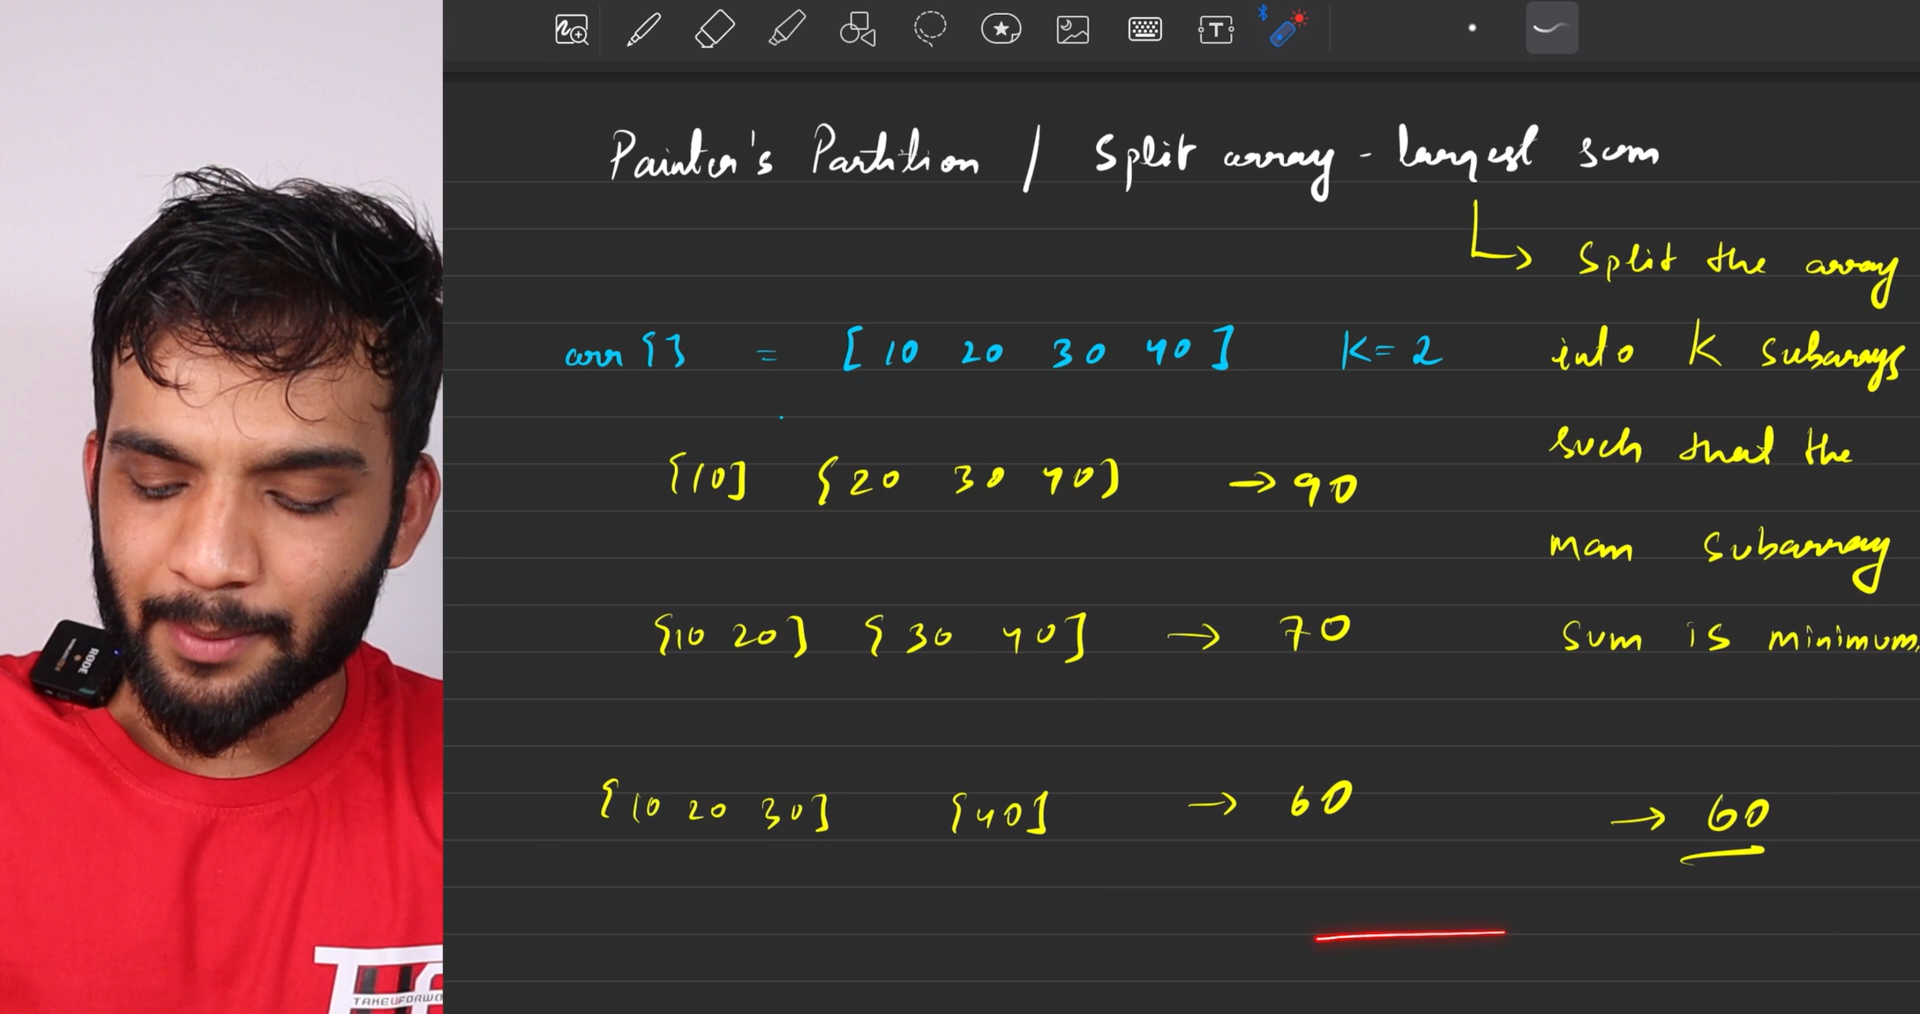 Painter's Partition / Split array - largest sum
Split the array
arr[] = [10 20 30 40] K=2
into K subarrays
such that the
[10] [20 30 40] → 90
max subarray
[10 20] [30 40] → 70
sum is minimum.
[10 20 30] [40] → 60 → 60
RODE
TAKEUFORWA
T